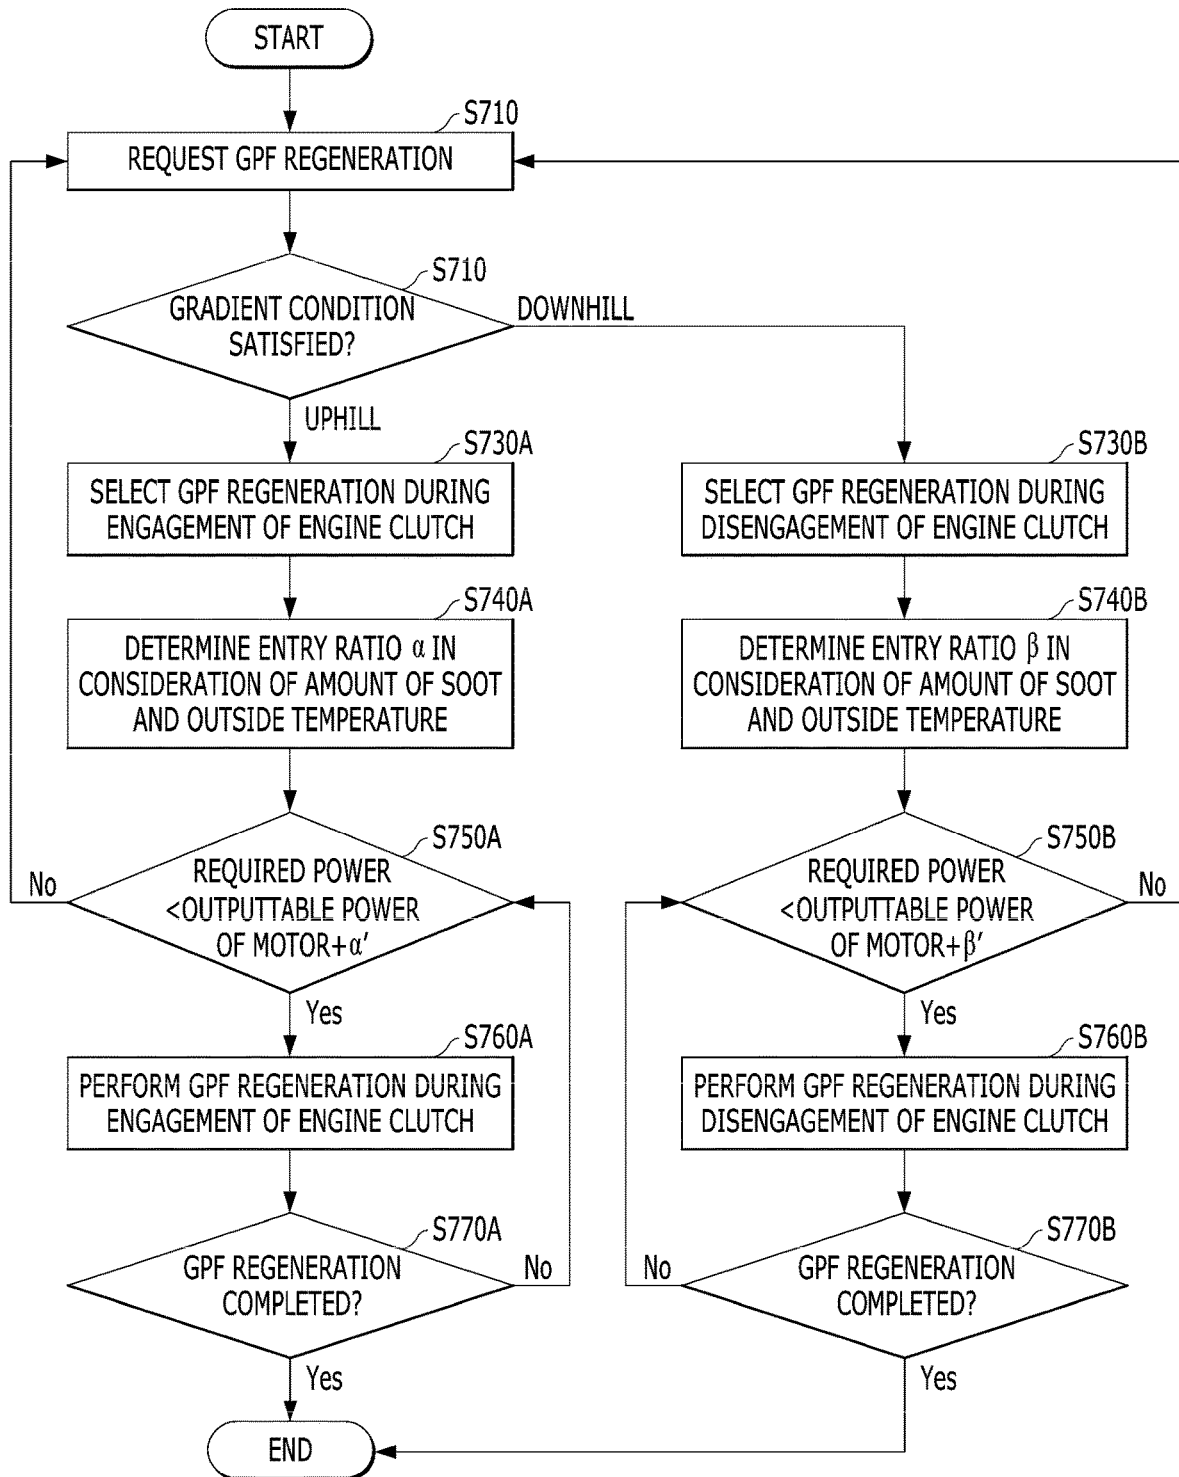 START
S710
REQUEST GPF REGENERATION
S710
GRADIENT CONDITION
SATISFIED?
DOWNHILL
UPHILL
S730A
SELECT GPF REGENERATION DURING
ENGAGEMENT OF ENGINE CLUTCH
S730B
SELECT GPF REGENERATION DURING
DISENGAGEMENT OF ENGINE CLUTCH
S740A
DETERMINE ENTRY RATIO α IN
CONSIDERATION OF AMOUNT OF SOOT
AND OUTSIDE TEMPERATURE
S740B
DETERMINE ENTRY RATIO β IN
CONSIDERATION OF AMOUNT OF SOOT
AND OUTSIDE TEMPERATURE
S750A
REQUIRED POWER
<OUTPUTTABLE POWER
OF MOTOR+α′
No
Yes
S750B
REQUIRED POWER
<OUTPUTTABLE POWER
OF MOTOR+β′
No
Yes
S760A
PERFORM GPF REGENERATION DURING
ENGAGEMENT OF ENGINE CLUTCH
S760B
PERFORM GPF REGENERATION DURING
DISENGAGEMENT OF ENGINE CLUTCH
S770A
GPF REGENERATION
COMPLETED?
No
Yes
S770B
GPF REGENERATION
COMPLETED?
No
Yes
END